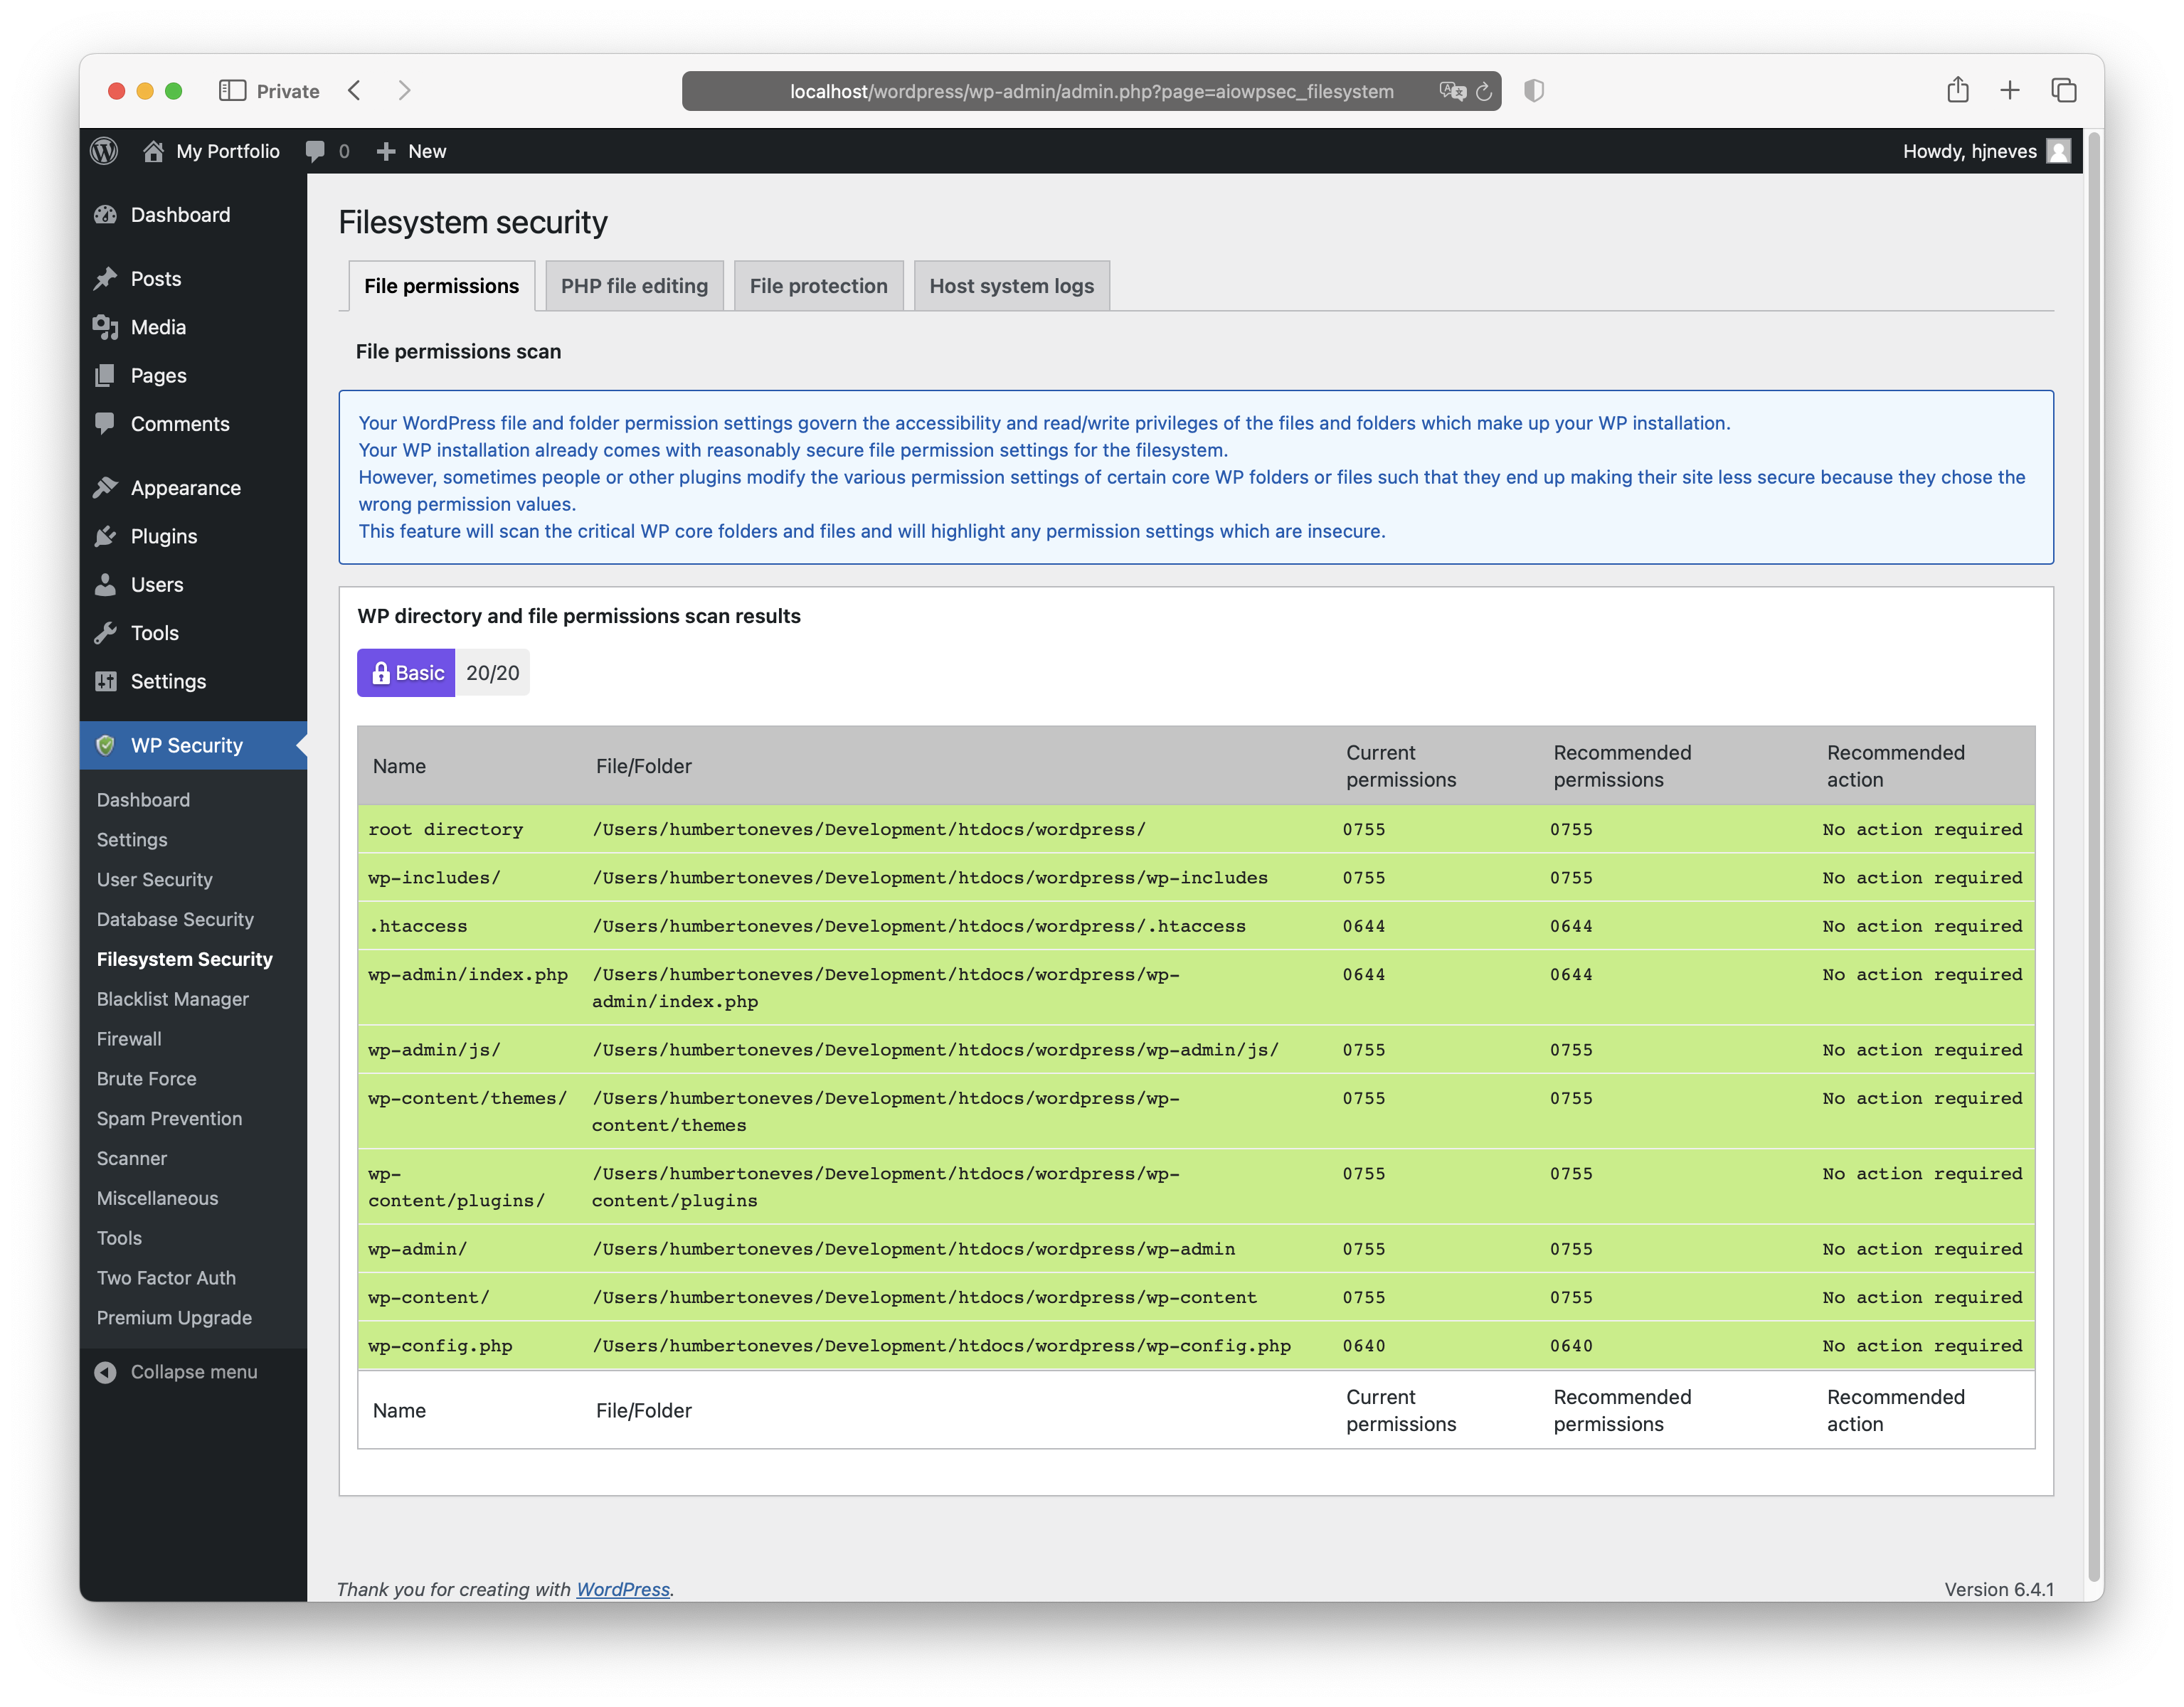 Private
localhost/wordpress/wp-admin/admin.php?page=aiowpsec_filesystem
My Portfolio
0
New
Howdy, hjneves
Dashboard
Posts
Media
Pages
Comments
Appearance
Plugins
Users
Tools
Settings
WP Security
Dashboard
Settings
User Security
Database Security
Filesystem Security
Blacklist Manager
Firewall
Brute Force
Spam Prevention
Scanner
Miscellaneous
Tools
Two Factor Auth
Premium Upgrade
Collapse menu
Filesystem security
File permissions
PHP file editing
File protection
Host system logs
File permissions scan
Your WordPress file and folder permission settings govern the accessibility and read/write privileges of the files and folders which make up your WP installation.
Your WP installation already comes with reasonably secure file permission settings for the filesystem.
However, sometimes people or other plugins modify the various permission settings of certain core WP folders or files such that they end up making their site less secure because they chose the
wrong permission values.
This feature will scan the critical WP core folders and files and will highlight any permission settings which are insecure.
WP directory and file permissions scan results
Basic 20/20
Name File/Folder Current permissions Recommended permissions Recommended action
root directory /Users/humbertoneves/Development/htdocs/wordpress/ 0755 0755 No action required
wp-includes/ /Users/humbertoneves/Development/htdocs/wordpress/wp-includes 0755 0755 No action required
.htaccess /Users/humbertoneves/Development/htdocs/wordpress/.htaccess 0644 0644 No action required
wp-admin/index.php /Users/humbertoneves/Development/htdocs/wordpress/wp-
admin/index.php 0644 0644 No action required
wp-admin/js/ /Users/humbertoneves/Development/htdocs/wordpress/wp-admin/js/ 0755 0755 No action required
wp-content/themes/ /Users/humbertoneves/Development/htdocs/wordpress/wp-
content/themes 0755 0755 No action required
wp-
content/plugins/ /Users/humbertoneves/Development/htdocs/wordpress/wp-
content/plugins 0755 0755 No action required
wp-admin/ /Users/humbertoneves/Development/htdocs/wordpress/wp-admin 0755 0755 No action required
wp-content/ /Users/humbertoneves/Development/htdocs/wordpress/wp-content 0755 0755 No action required
wp-config.php /Users/humbertoneves/Development/htdocs/wordpress/wp-config.php 0640 0640 No action required
Name File/Folder Current permissions Recommended permissions Recommended action
Thank you for creating with WordPress.
Version 6.4.1